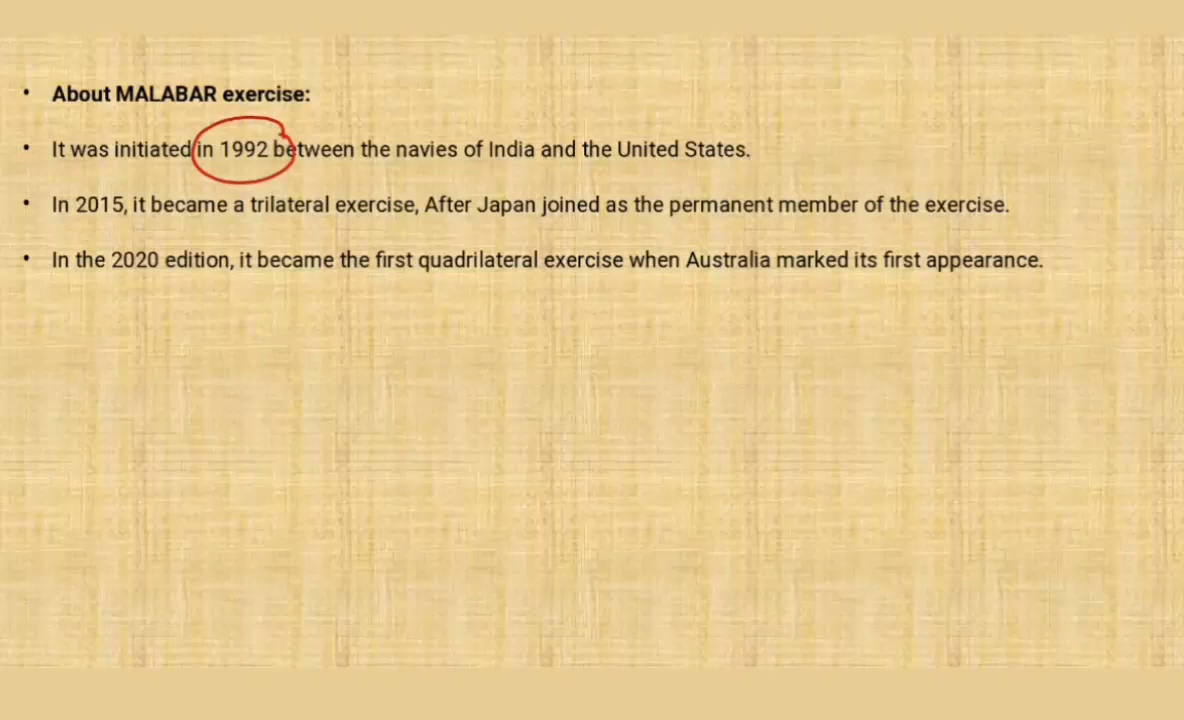 • About MALABAR exercise:
• It was initiated in 1992 between the navies of India and the United States.
• In 2015, it became a trilateral exercise, After Japan joined as the permanent member of the exercise.
• In the 2020 edition, it became the first quadrilateral exercise when Australia marked its first appearance.